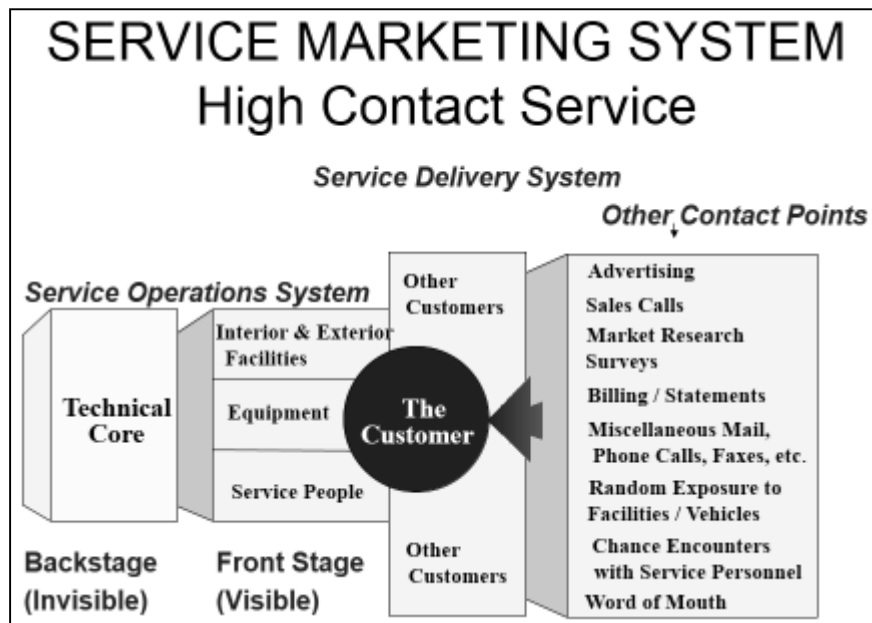 SERVICE MARKETING SYSTEM
High Contact Service
Service Delivery System
Other Contact Points
Service Operations System
Technical
Core
Interior & Exterior
Facilities
Equipment
Service People
Other
Customers
The
Customer
Other
Customers
Advertising
Sales Calls
Market Research
Surveys
Billing / Statements
Miscellaneous Mail,
Phone Calls, Faxes, etc.
Random Exposure to
Facilities / Vehicles
Chance Encounters
with Service Personnel
Word of Mouth
Backstage
(Invisible)
Front Stage
(Visible)